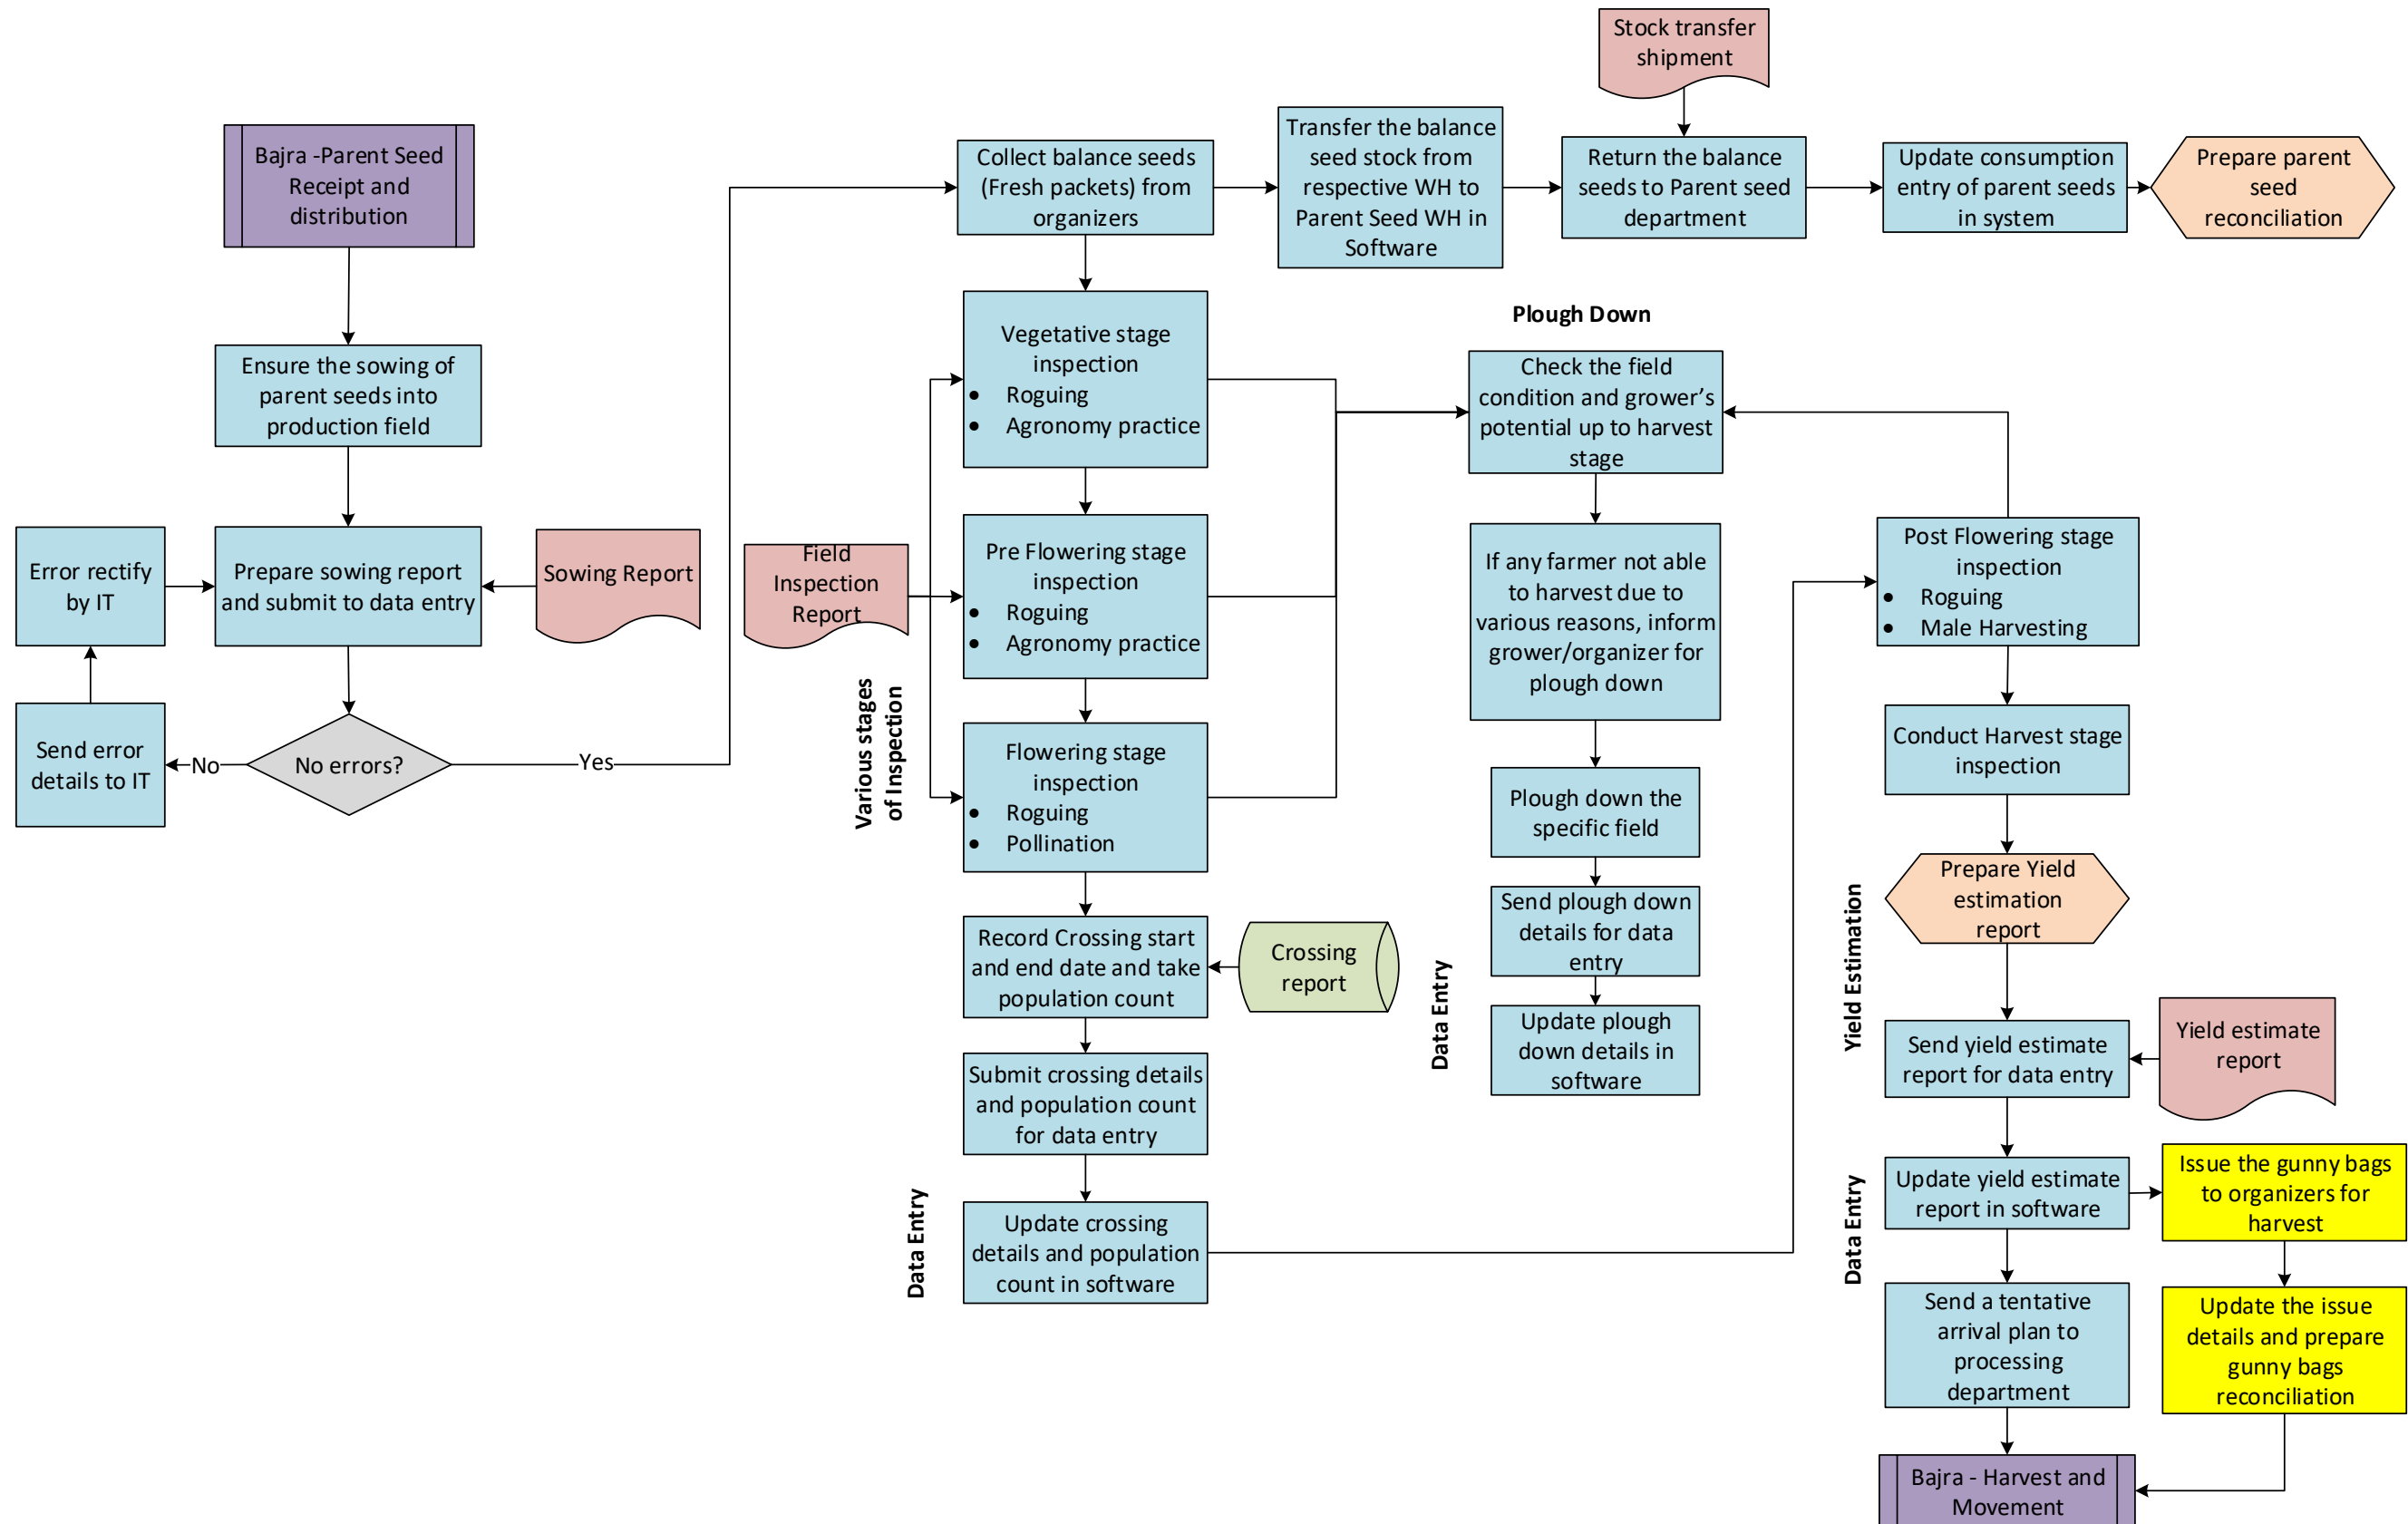 Stock transfer
shipment
Bajra -Parent Seed
Receipt and
distribution
Collect balance seeds
(Fresh packets) from
organizers
Transfer the balance
seed stock from
respective WH to
Parent Seed WH in
Software
Return the balance
seeds to Parent seed
department
Update consumption
entry of parent seeds
in system
Prepare parent
seed
reconciliation
Ensure the sowing of
parent seeds into
production field
Error rectify
by IT
Prepare sowing report
and submit to data entry
Sowing Report
Send error
details to IT
No
No errors?
Yes
Field
Inspection
Report
Various stages
of Inspection
Vegetative stage
inspection
• Roguing
• Agronomy practice
Pre Flowering stage
inspection
• Roguing
• Agronomy practice
Flowering stage
inspection
• Roguing
• Pollination
Record Crossing start
and end date and take
population count
Crossing
report
Submit crossing details
and population count
for data entry
Data Entry
Update crossing
details and population
count in software
Plough Down
Check the field
condition and grower’s
potential up to harvest
stage
If any farmer not able
to harvest due to
various reasons, inform
grower/organizer for
plough down
Plough down the
specific field
Send plough down
details for data
entry
Data Entry
Update plough
down details in
software
Post Flowering stage
inspection
• Roguing
• Male Harvesting
Conduct Harvest stage
inspection
Prepare Yield
estimation
report
Yield Estimation
Send yield estimate
report for data entry
Yield estimate
report
Data Entry
Update yield estimate
report in software
Issue the gunny bags
to organizers for
harvest
Send a tentative
arrival plan to
processing
department
Update the issue
details and prepare
gunny bags
reconciliation
Bajra - Harvest and
Movement